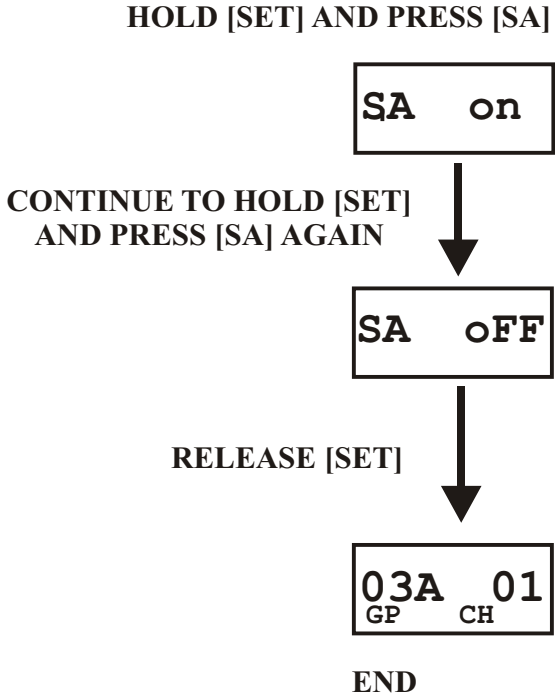 HOLD [SET] AND PRESS [SA]
SA on
CONTINUE TO HOLD [SET]
AND PRESS [SA] AGAIN
SA oFF
RELEASE [SET]
03A 01
GP CH
END